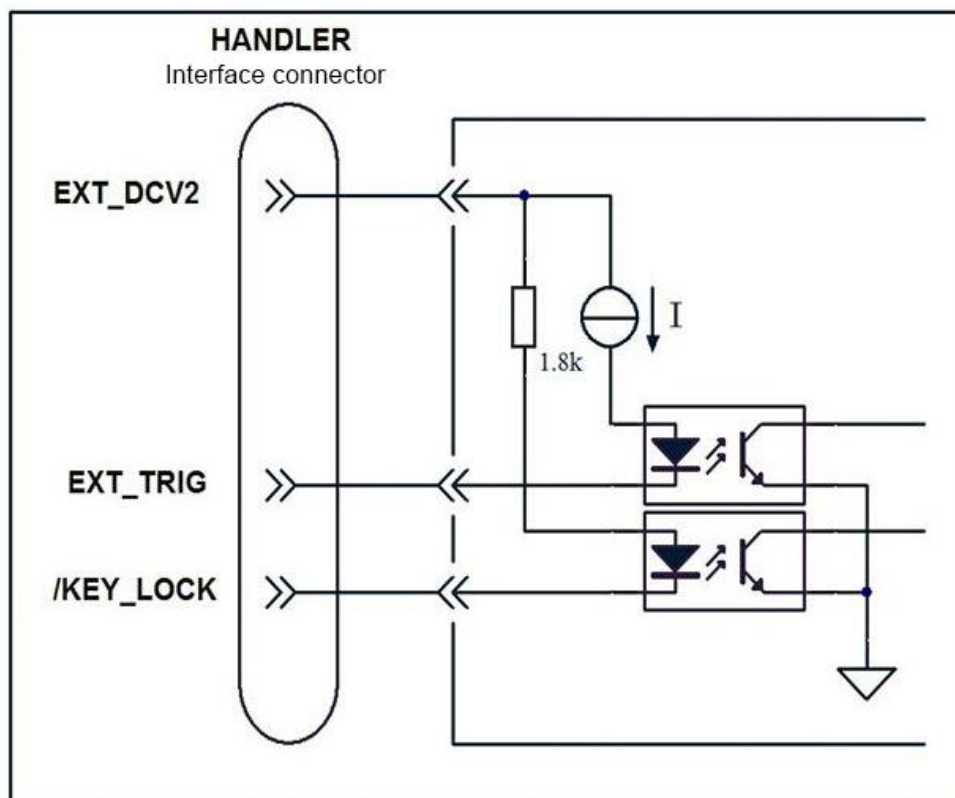 HANDLER
Interface connector
EXT_DCV2
I
1.8k
EXT_TRIG
/KEY_LOCK